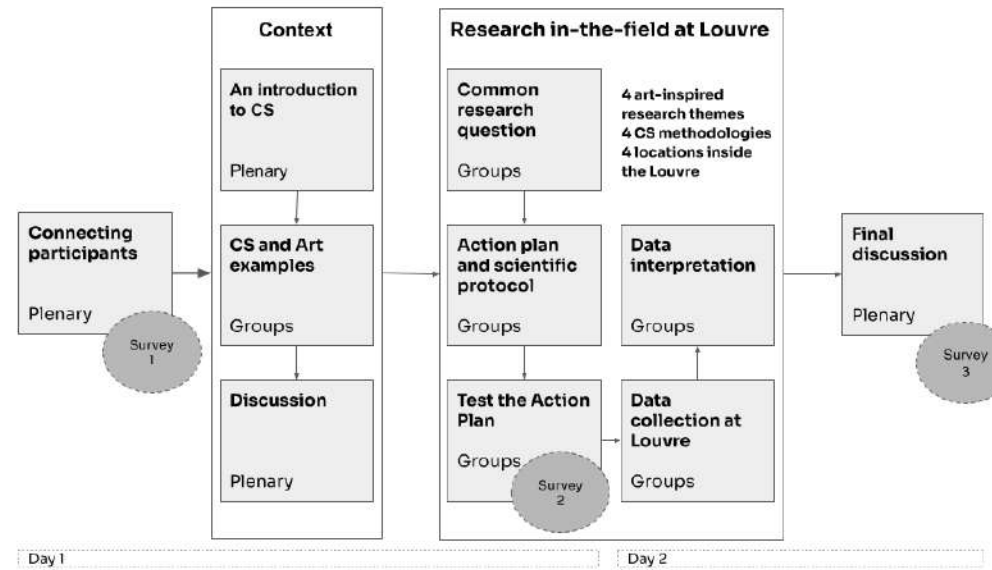 Context
An introduction
to CS
Plenary
Connecting
participants
Plenary
Survey
1
CS and Art
examples
Groups
Discussion
Plenary
Research in-the-field at Louvre
Common
research
question
Groups
4 art-inspired
research themes
4 CS methodologies
4 locations inside
the Louvre
Action plan
and scientific
protocol
Groups
Test the Action
Plan
Groups
Survey
2
Data
collection at
Louvre
Groups
Data
interpretation
Groups
Final
discussion
Plenary
Survey
3
Day 1
Day 2